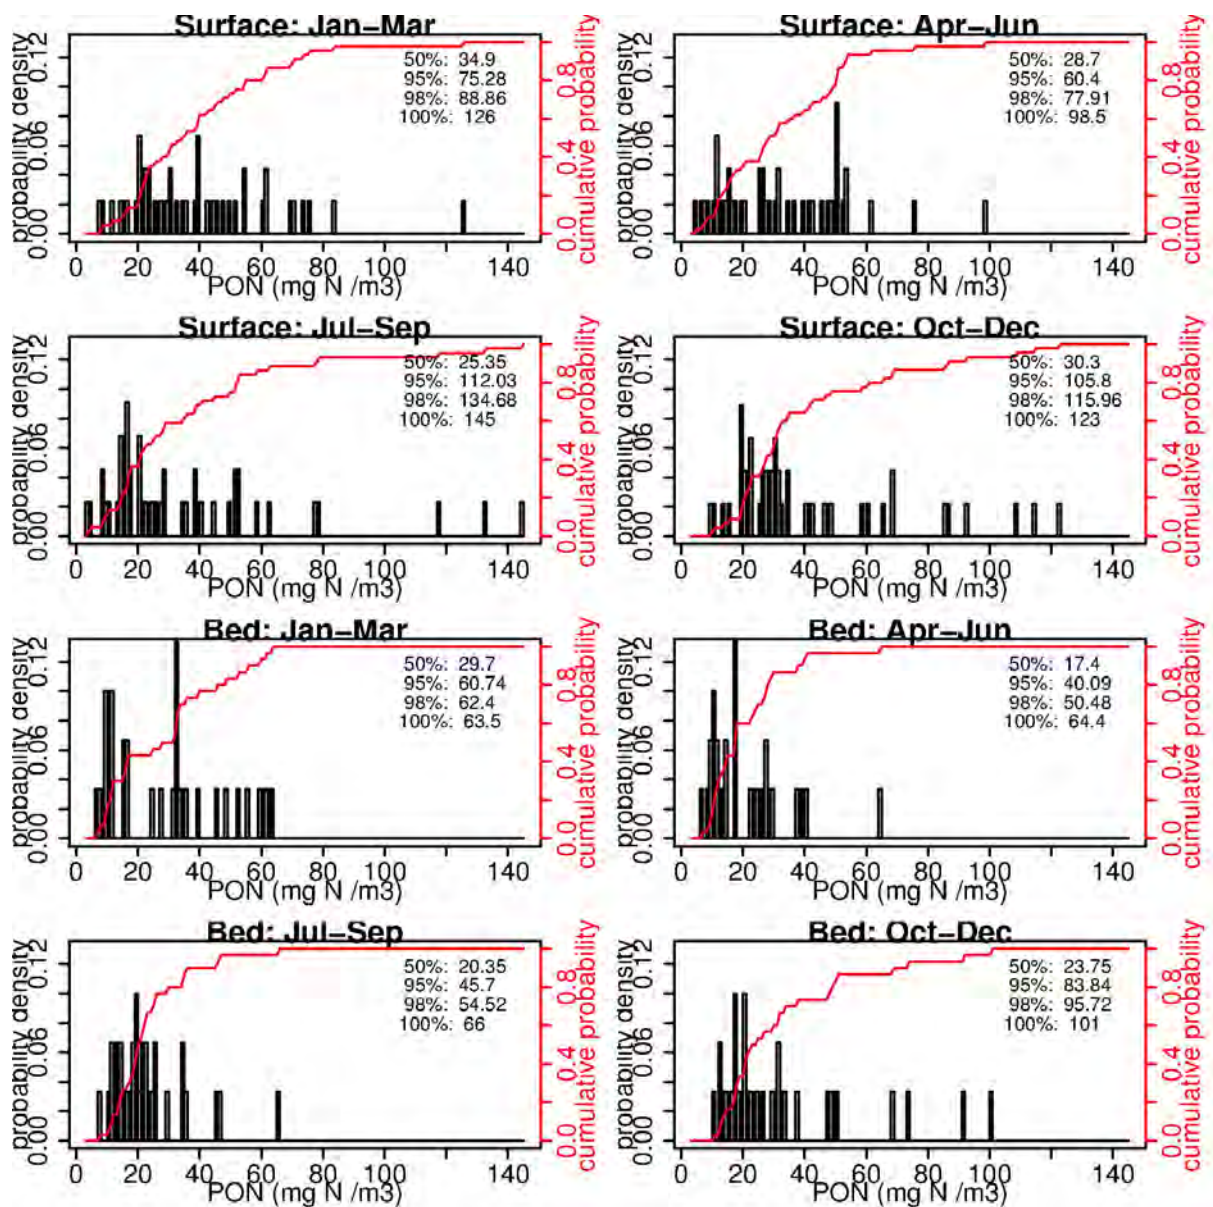 Surface: Jan–Mar
probability density
0.00 0.06 0.12
50%: 34.9
95%: 75.28
98%: 88.86
100%: 126
0.0 0.4 0.8
cumulative probability
0 20 40 60 80 100 140
PON (mg N /m3)
Surface: Apr–Jun
probability density
0.00 0.06 0.12
50%: 28.7
95%: 60.4
98%: 77.91
100%: 98.5
0.0 0.4 0.8
cumulative probability
0 20 40 60 80 100 140
PON (mg N /m3)
Surface: Jul–Sep
probability density
0.00 0.06 0.12
50%: 25.35
95%: 112.03
98%: 134.68
100%: 145
0.0 0.4 0.8
cumulative probability
0 20 40 60 80 100 140
PON (mg N /m3)
Surface: Oct–Dec
probability density
0.00 0.06 0.12
50%: 30.3
95%: 105.8
98%: 115.96
100%: 123
0.0 0.4 0.8
cumulative probability
0 20 40 60 80 100 140
PON (mg N /m3)
Bed: Jan–Mar
probability density
0.00 0.06 0.12
50%: 29.7
95%: 60.74
98%: 62.4
100%: 63.5
0.0 0.4 0.8
cumulative probability
0 20 40 60 80 100 140
PON (mg N /m3)
Bed: Apr–Jun
probability density
0.00 0.06 0.12
50%: 17.4
95%: 40.09
98%: 50.48
100%: 64.4
0.0 0.4 0.8
cumulative probability
0 20 40 60 80 100 140
PON (mg N /m3)
Bed: Jul–Sep
probability density
0.00 0.06 0.12
50%: 20.35
95%: 45.7
98%: 54.52
100%: 66
0.0 0.4 0.8
cumulative probability
0 20 40 60 80 100 140
PON (mg N /m3)
Bed: Oct–Dec
probability density
0.00 0.06 0.12
50%: 23.75
95%: 83.84
98%: 95.72
100%: 101
0.0 0.4 0.8
cumulative probability
0 20 40 60 80 100 140
PON (mg N /m3)